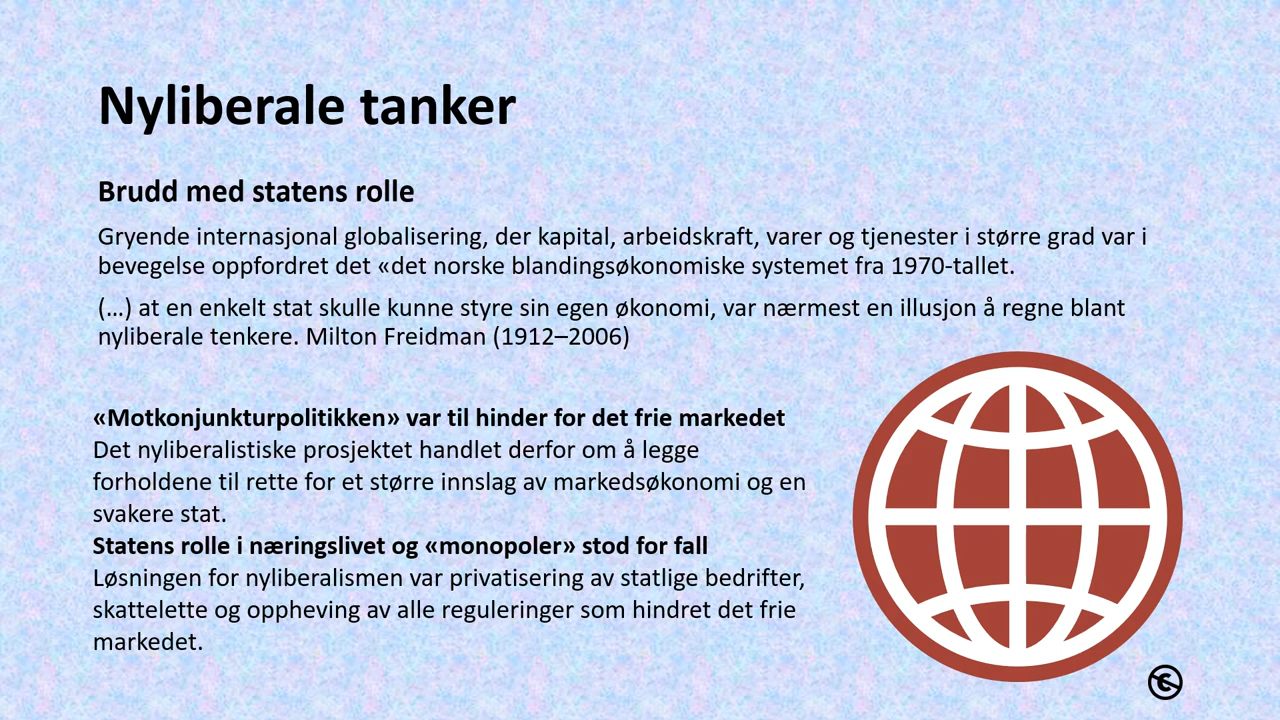 Nyliberale tanker
Brudd med statens rolle
Gryende internasjonal globalisering, der kapital, arbeidskraft, varer og tjenester i større grad var i
bevegelse oppfordret det «det norske blandingsøkonomiske systemet fra 1970-tallet.
(…) at en enkelt stat skulle kunne styre sin egen økonomi, var nærmest en illusjon å regne blant
nyliberale tenkere. Milton Freidman (1912–2006)
«Motkonjunkturpolitikken» var til hinder for det frie markedet
Det nyliberalistiske prosjektet handlet derfor om å legge
forholdene til rette for et større innslag av markedsøkonomi og en
svakere stat.
Statens rolle i næringslivet og «monopoler» stod for fall
Løsningen for nyliberalismen var privatisering av statlige bedrifter,
skattelette og oppheving av alle reguleringer som hindret det frie
markedet.